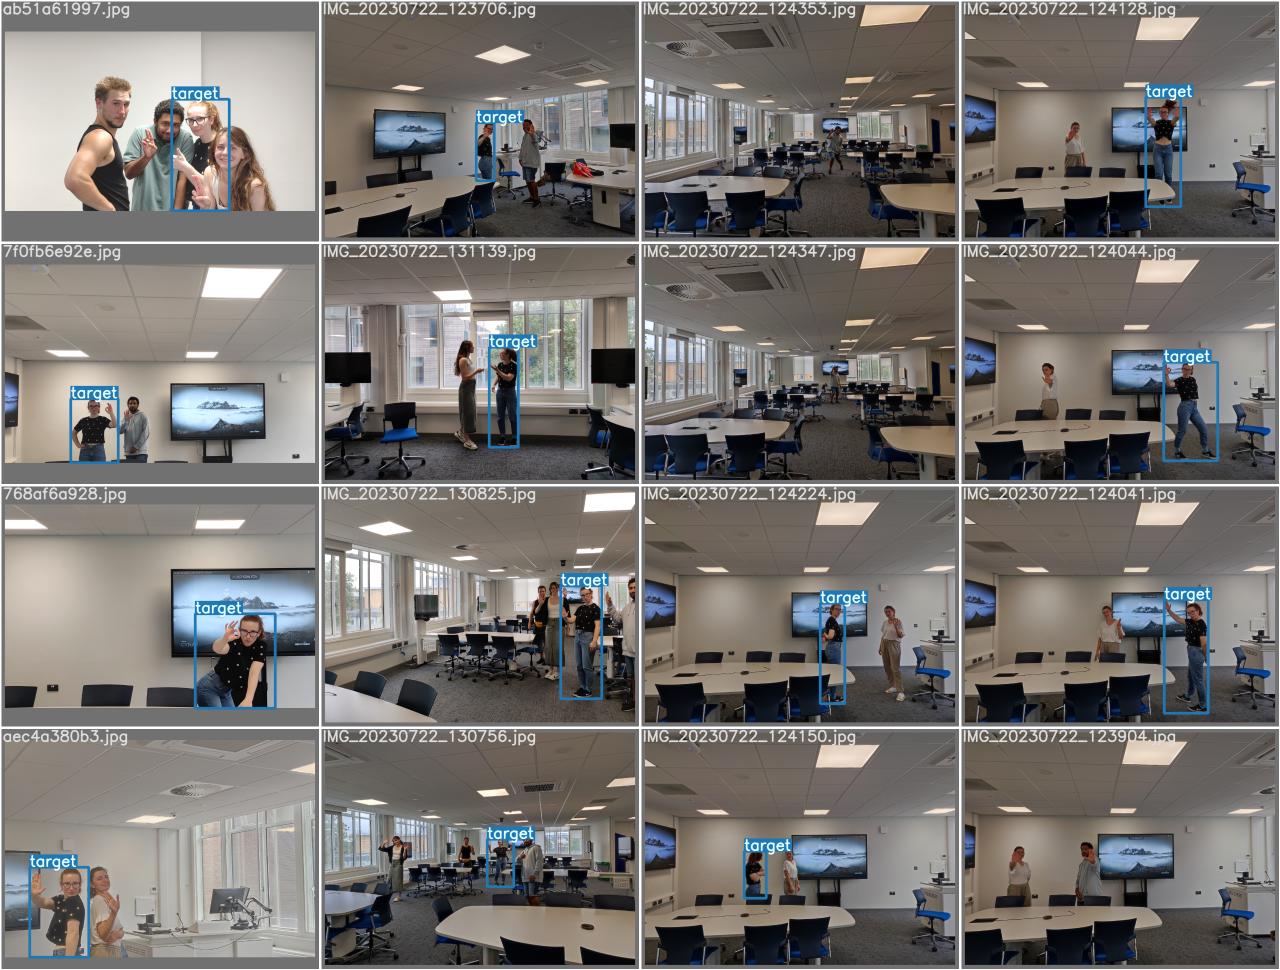 ab51a61997.jpg
IMG_20230722_123706.jpg
IMG_20230722_124353.jpg
IMG_20230722_124128.jpg
target
target
target
7f0fb6e92e.jpg
IMG_20230722_131139.jpg
IMG_20230722_124347.jpg
IMG_20230722_124044.jpg
target
target
target
768af6a928.jpg
IMG_20230722_130825.jpg
IMG_20230722_124224.jpg
IMG_20230722_124041.jpg
target
target
target
target
aec4a380b3.jpg
IMG_20230722_130756.jpg
IMG_20230722_124150.jpg
IMG_20230722_123904.jpg
target
target
target